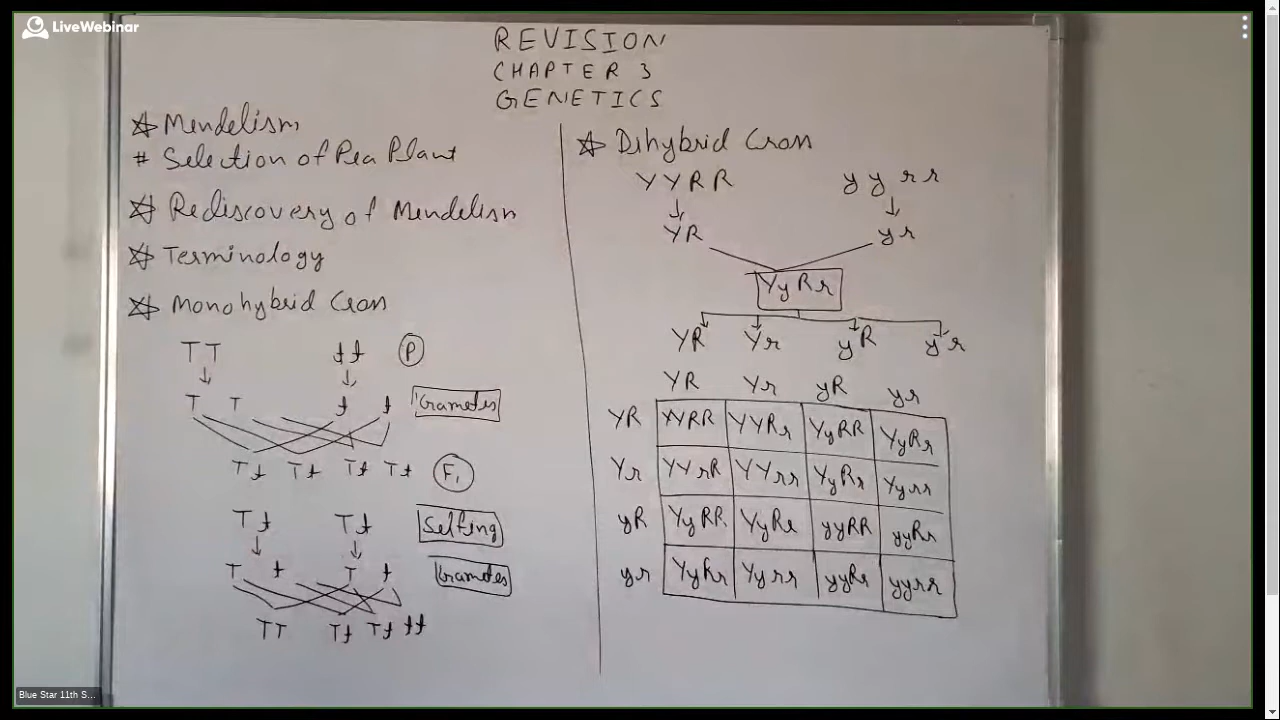 LiveWebinar
REVISION
CHAPTER 3
GENETICS
Mendelism
# Selection of Pea Plant
Rediscovery of Mendelism
Terminology
Monohybrid Cross
TT tt P
T T t t Gametes
Tt Tt Tt Tt F1
Tt Tt Selfing
T t T t Gametes
TT Tt Tt tt
Dihybrid Cross
YYRR yyrr
YR yr
YyRr
YR Yr yR yr
YR Yr yR yr
YR YYRR YYRr YyRR YyRr
Yr YYrR YYrr YyRr Yyrr
yR YyRR YyRr yyRR yyRr
yr YyRr Yyrr yyRr yyrr
Blue Star 11th S...